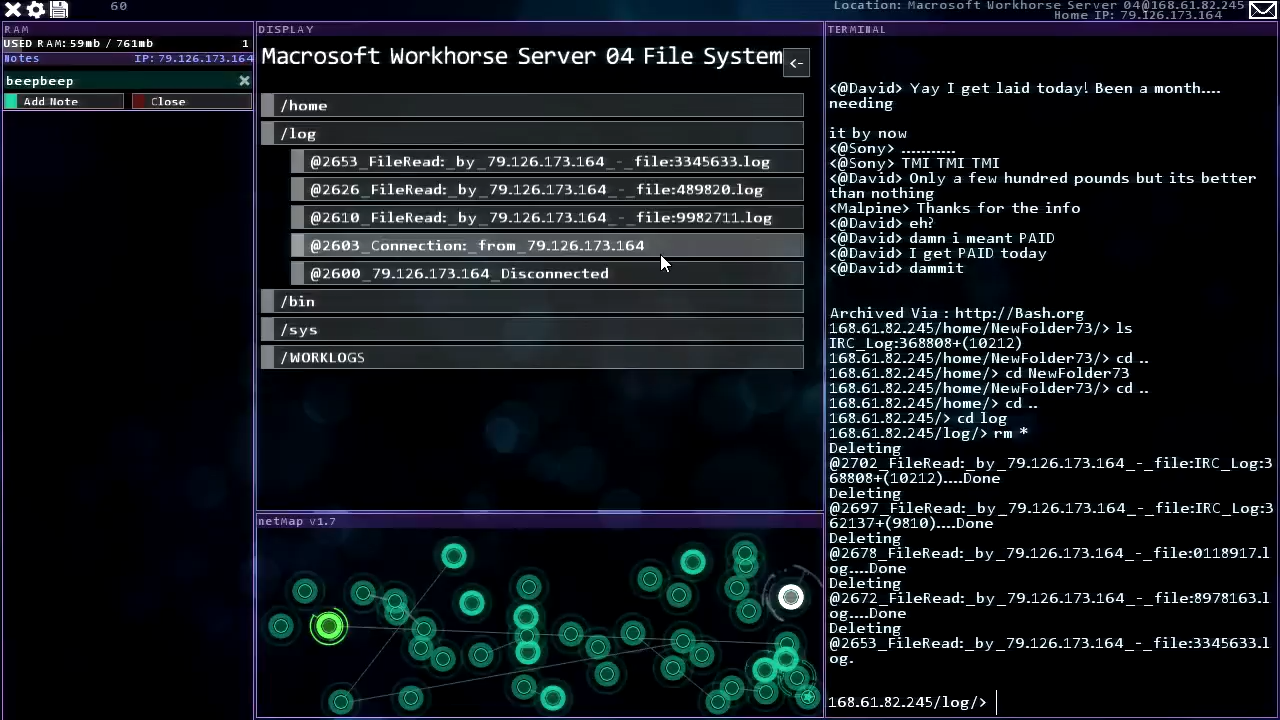 60
Location: Macrosoft Workhorse Server 04@168.61.82.245
Home IP: 79.126.173.164
RAM
USED RAM: 59mb / 761mb 1
Notes IP: 79.126.173.164
beepbeep
Add Note Close
DISPLAY
Macrosoft Workhorse Server 04 File System
<-
/home
/log
@2653_FileRead:_by_79.126.173.164_-_file:3345633.log
@2626_FileRead:_by_79.126.173.164_-_file:489820.log
@2610_FileRead:_by_79.126.173.164_-_file:9982711.log
@2603_Connection:_from_79.126.173.164
@2600_79.126.173.164_Disconnected
/bin
/sys
/WORKLOGS
netMap v1.7
TERMINAL
<@David> Yay I get laid today! Been a month....
needing
it by now
<@Sony> ...........
<@Sony> TMI TMI TMI
<@David> Only a few hundred pounds but its better
than nothing
<Malpine> Thanks for the info
<@David> eh?
<@David> damn i meant PAID
<@David> I get PAID today
<@David> dammit
Archived Via : http://Bash.org
168.61.82.245/home/NewFolder73/> ls
IRC_Log:368808+(10212)
168.61.82.245/home/NewFolder73/> cd ..
168.61.82.245/home/> cd NewFolder73
168.61.82.245/home/NewFolder73/> cd ..
168.61.82.245/home/> cd ..
168.61.82.245/> cd log
168.61.82.245/log/> rm *
Deleting
@2702_FileRead:_by_79.126.173.164_-_file:IRC_Log:3
68808+(10212)....Done
Deleting
@2697_FileRead:_by_79.126.173.164_-_file:IRC_Log:3
62137+(9810)....Done
Deleting
@2678_FileRead:_by_79.126.173.164_-_file:0118917.l
og....Done
Deleting
@2672_FileRead:_by_79.126.173.164_-_file:8978163.l
og....Done
Deleting
@2653_FileRead:_by_79.126.173.164_-_file:3345633.l
og.
168.61.82.245/log/>